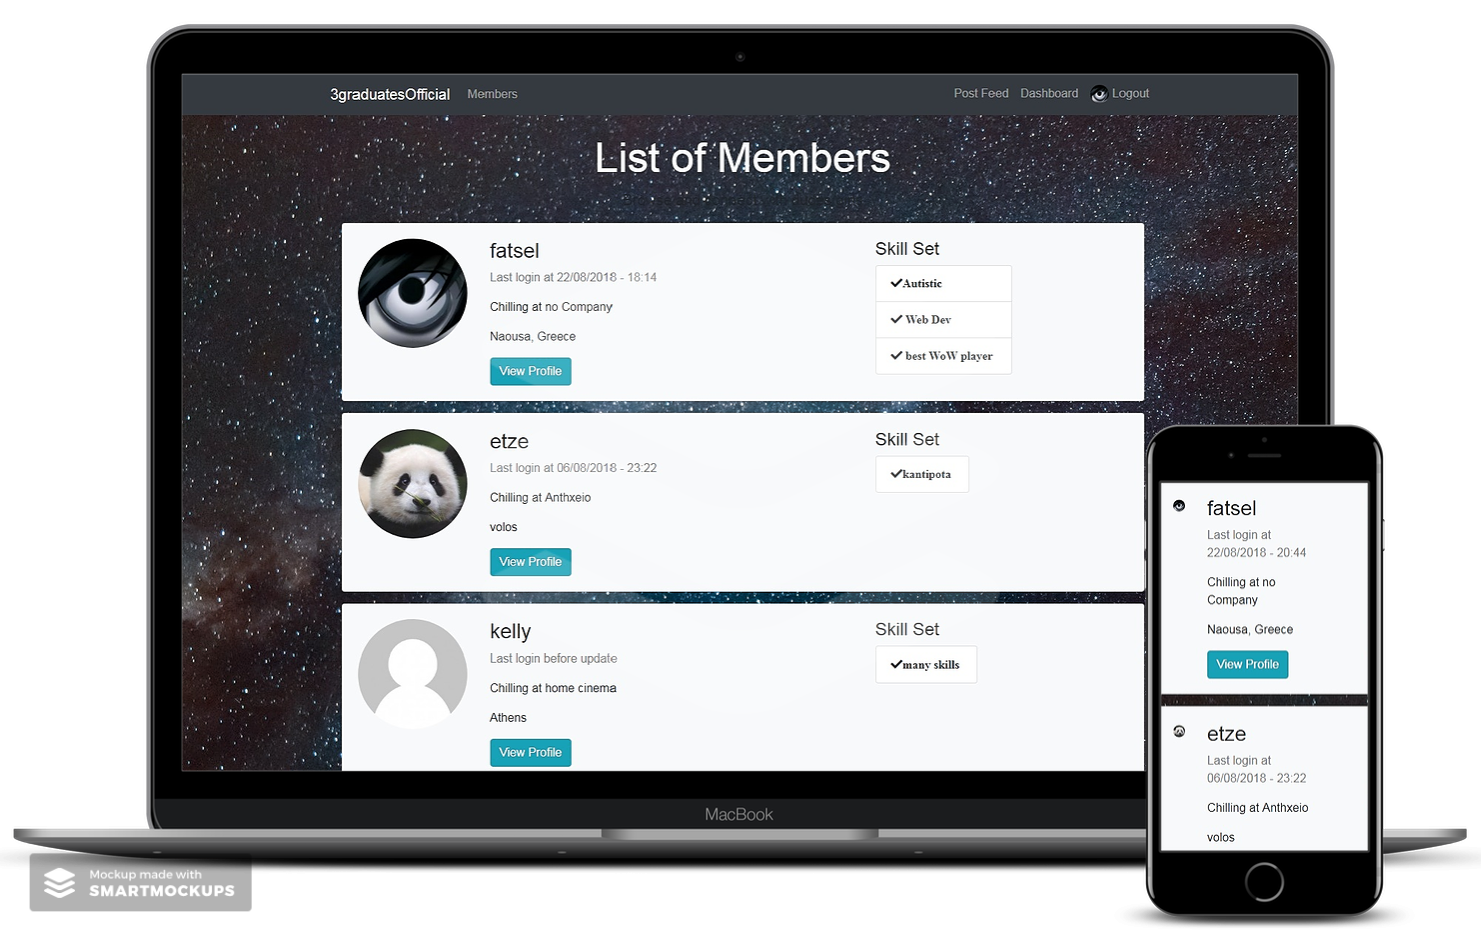 3graduatesOfficial Members Post Feed Dashboard Logout
List of Members
fatsel
Last login at 22/08/2018 - 18:14
Chilling at no Company
Naousa, Greece
View Profile
Skill Set
Autistic
Web Dev
best WoW player
etze
Last login at 06/08/2018 - 23:22
Chilling at Anthxeio
volos
View Profile
Skill Set
kantipota
kelly
Last login before update
Chilling at home cinema
Athens
View Profile
Skill Set
many skills
MacBook
fatsel
Last login at
22/08/2018 - 20:44
Chilling at no
Company
Naousa, Greece
View Profile
etze
Last login at
06/08/2018 - 23:22
Chilling at Anthxeio
volos
Mockup made with
SMARTMOCKUPS